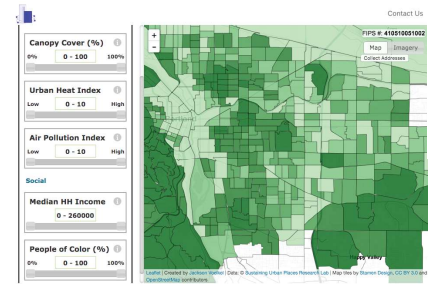 Contact Us
Canopy Cover (%) i
0% 0 - 100 100%
Urban Heat Index i
Low 0 - 10 High
Air Pollution Index i
Low 0 - 10 High
Social
Median HH Income i
0 - 260000
People of Color (%) i
0% 0 - 100 100%
+
-
FIPS #: 410510051002
Map Imagery
Collect Addresses
Happy Valley
Leaflet | Created by Jackson Voelkel | Data: © Sustaining Urban Places Research Lab | Map tiles by Stamen Design, CC BY 3.0 and
OpenStreetMap contributors